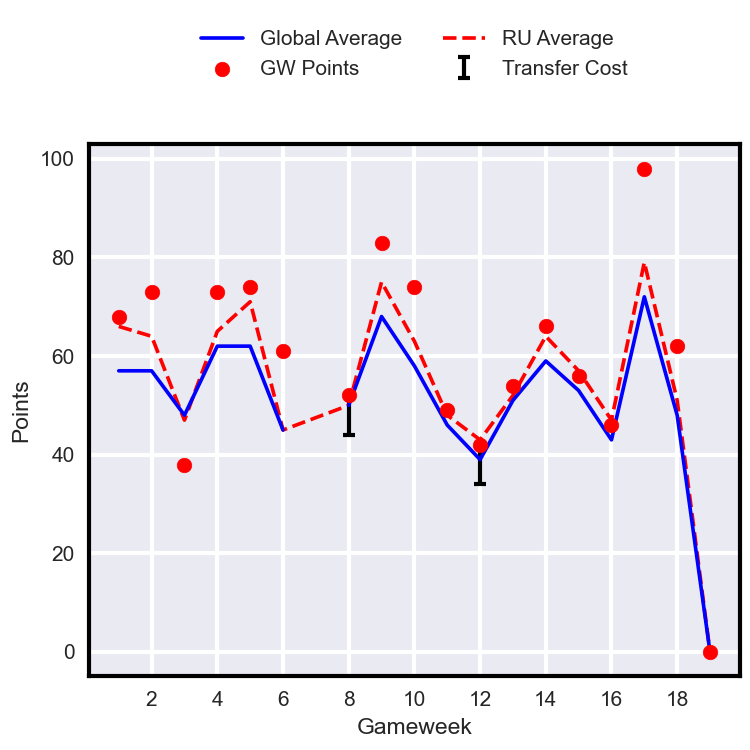 Global Average
RU Average
GW Points
Transfer Cost
100
80
60
40
20
0
Points
2 4 6 8 10 12 14 16 18
Gameweek